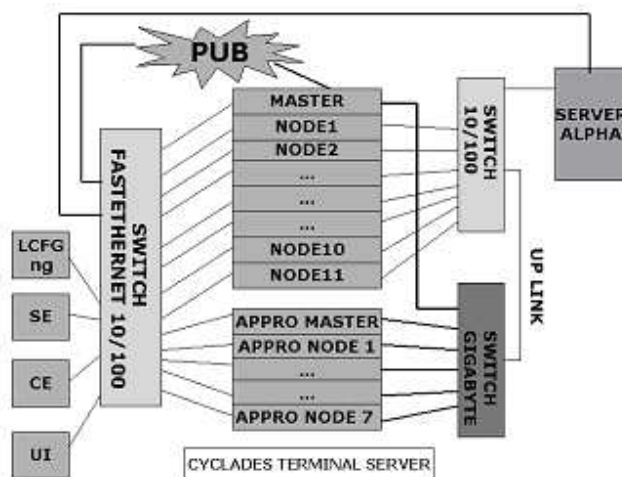 PUB
MASTER
NODE1
NODE2
...
...
...
NODE10
NODE11
SWITCH
10/100
SERVER
ALPHA
SWITCH
FASTETHERNET 10/100
LCFG
ng
SE
CE
UI
APPRO MASTER
APPRO NODE 1
...
...
APPRO NODE 7
SWITCH
GIGABYTE
UP LINK
CYCLADES TERMINAL SERVER